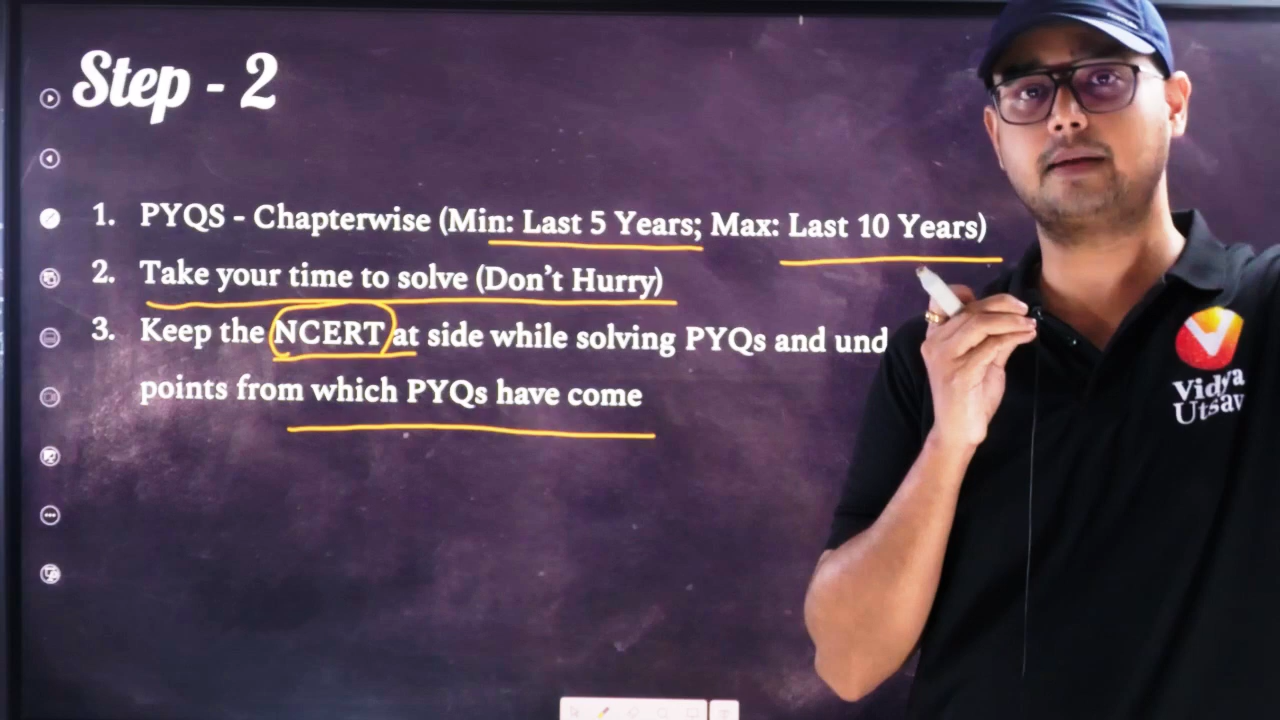 Step - 2
1. PYQS - Chapterwise (Min: Last 5 Years; Max: Last 10 Years)
2. Take your time to solve (Don't Hurry)
3. Keep the NCERT at side while solving PYQs and und
points from which PYQs have come
Vidya
Utsav